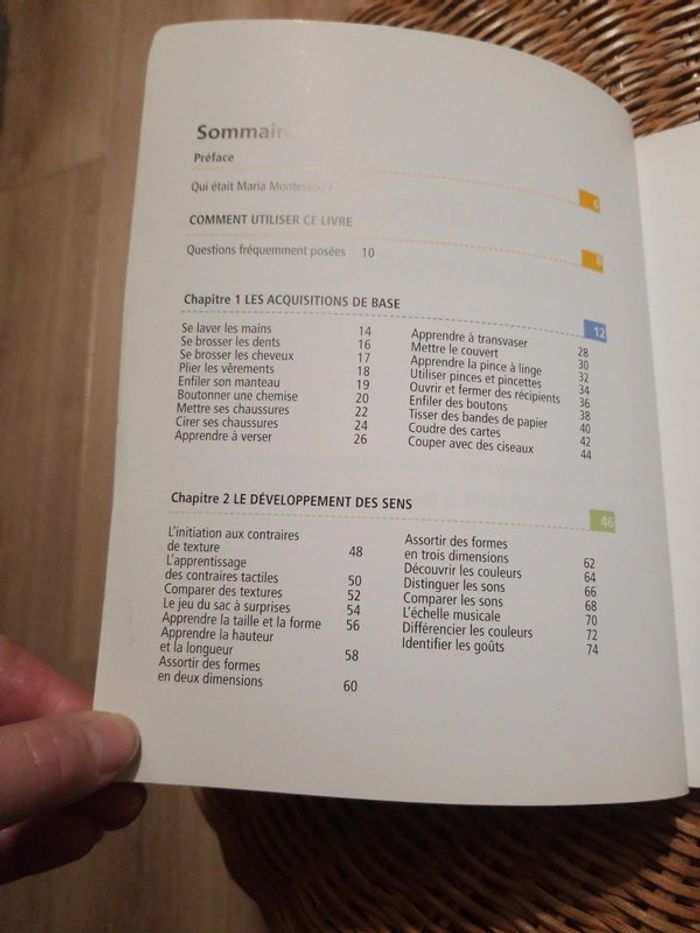 Sommaire
Préface
Qui était Maria Montessori ?
6
COMMENT UTILISER CE LIVRE
8
Questions fréquemment posées 10
Chapitre 1 LES ACQUISITIONS DE BASE
12
Se laver les mains 14
Se brosser les dents 16
Se brosser les cheveux 17
Plier les vêrements 18
Enfiler son manteau 19
Boutonner une chemise 20
Mettre ses chaussures 22
Cirer ses chaussures 24
Apprendre à verser 26
Apprendre à transvaser 28
Mettre le couvert 30
Apprendre la pince à linge 32
Utiliser pinces et pincettes 34
Ouvrir et fermer des récipients 36
Enfiler des boutons 38
Tisser des bandes de papier 40
Coudre des cartes 42
Couper avec des ciseaux 44
Chapitre 2 LE DÉVELOPPEMENT DES SENS
46
L'initiation aux contraires
de texture 48
L'apprentissage
des contraires tactiles 50
Comparer des textures 52
Le jeu du sac à surprises 54
Apprendre la taille et la forme 56
Apprendre la hauteur
et la longueur 58
Assortir des formes
en deux dimensions 60
Assortir des formes
en trois dimensions 62
Découvrir les couleurs 64
Distinguer les sons 66
Comparer les sons 68
L'échelle musicale 70
Différencier les couleurs 72
Identifier les goûts 74